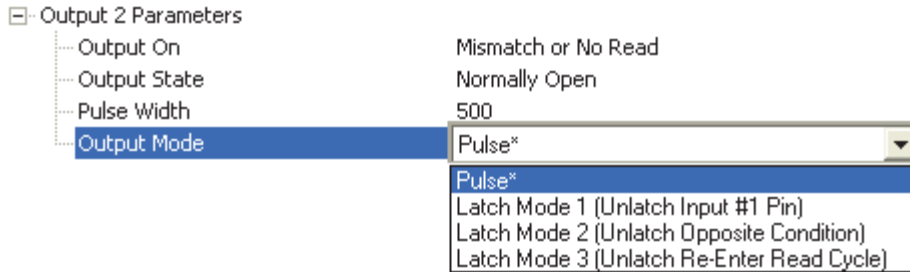 Output 2 Parameters
Output On Mismatch or No Read
Output State Normally Open
Pulse Width 500
Output Mode Pulse*
Pulse*
Latch Mode 1 (Unlatch Input #1 Pin)
Latch Mode 2 (Unlatch Opposite Condition)
Latch Mode 3 (Unlatch Re-Enter Read Cycle)